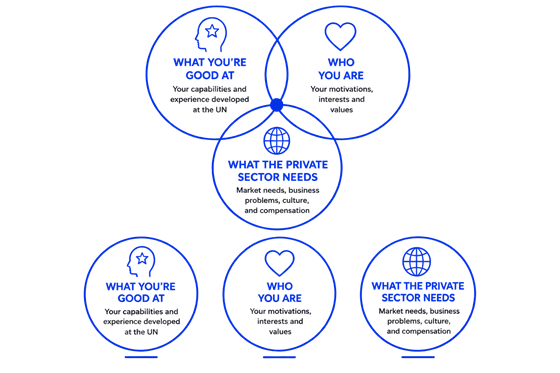 WHAT YOU'RE
GOOD AT
Your capabilities and
experience developed
at the UN
WHO
YOU ARE
Your motivations,
interests and
values
WHAT THE PRIVATE
SECTOR NEEDS
Market needs, business
problems, culture,
and compensation
WHAT YOU'RE
GOOD AT
Your capabilities and
experience developed
at the UN
WHO
YOU ARE
Your motivations,
interests and
values
WHAT THE PRIVATE
SECTOR NEEDS
Market needs, business
problems, culture,
and compensation